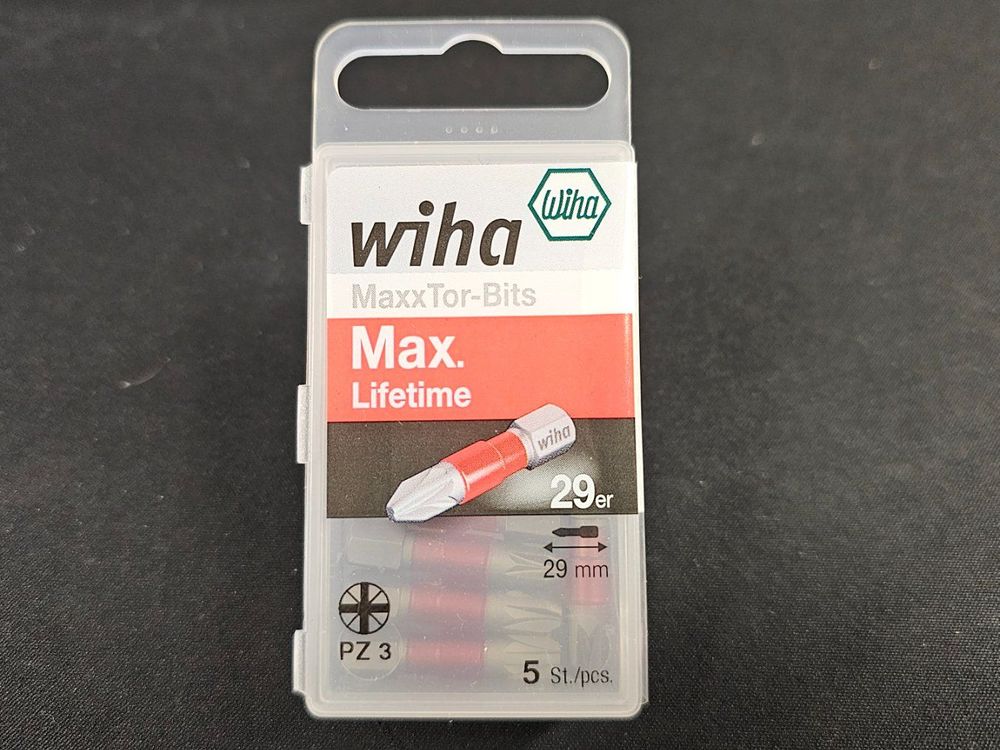 Wiha
wiha
MaxxTor-Bits
Max.
Lifetime
wiha
29er
29 mm
PZ 3
5 St./pcs.